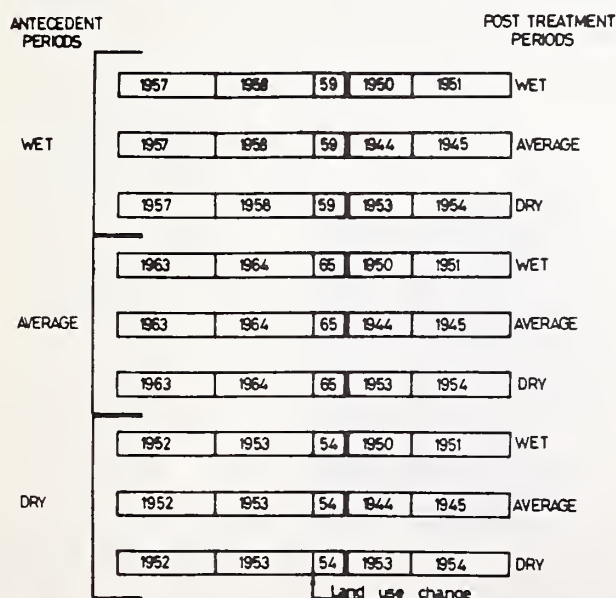 ANTECEDENT
PERIODS
POST TREATMENT
PERIODS
1957 1958 59 1950 1951 WET
WET 1957 1958 59 1944 1945 AVERAGE
1957 1958 59 1953 1954 DRY
1963 1964 65 1950 1951 WET
AVERAGE 1963 1964 65 1944 1945 AVERAGE
1963 1964 65 1953 1954 DRY
1952 1953 54 1950 1951 WET
DRY 1952 1953 54 1944 1945 AVERAGE
1952 1953 54 1953 1954 DRY
Land use change